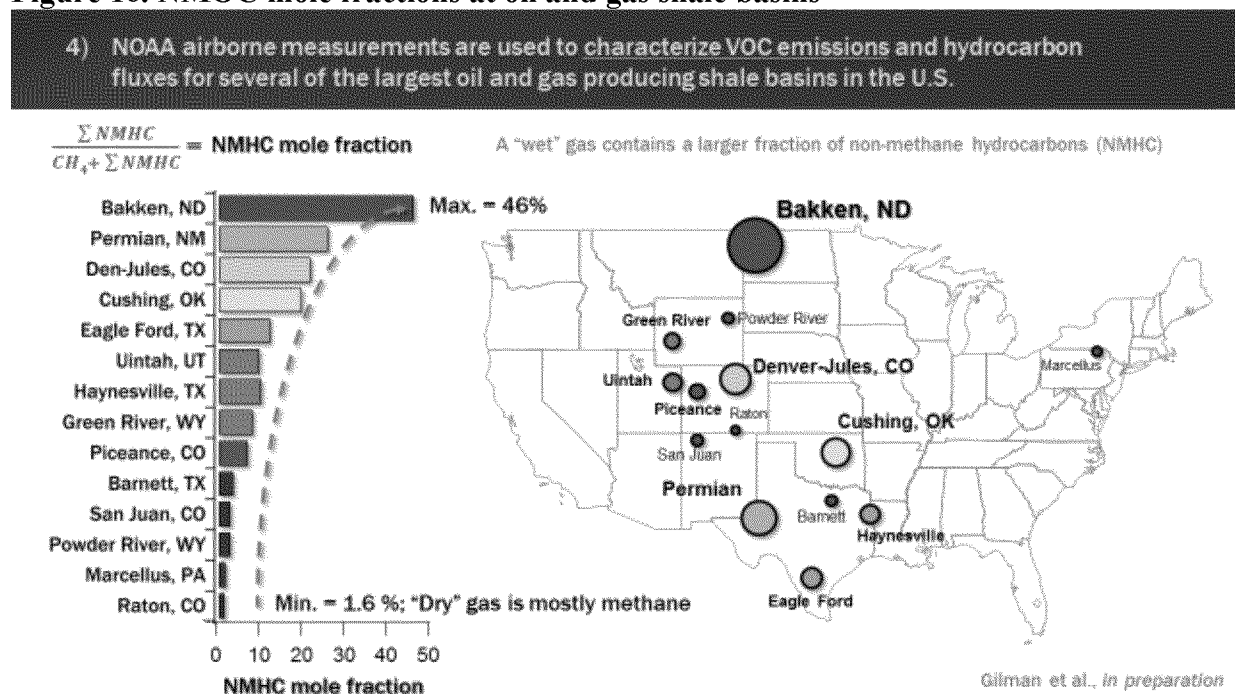 Figure 18. NMOC mole fractions at oil and gas shale basins
4) NOAA airborne measurements are used to characterize VOC emissions and hydrocarbon
fluxes for several of the largest oil and gas producing shale basins in the U.S.
∑ NMHC
CH4+ ∑ NMHC
= NMHC mole fraction
A "wet" gas contains a larger fraction of non-methane hydrocarbons (NMHC)
Bakken, ND
Permian, NM
Den-Jules, CO
Cushing, OK
Eagle Ford, TX
Uintah, UT
Haynesville, TX
Green River, WY
Piceance, CO
Barnett, TX
San Juan, CO
Powder River, WY
Marcellus, PA
Raton, CO
Max. = 46%
Min. = 1.6 %; "Dry" gas is mostly methane
0 10 20 30 40 50
NMHC mole fraction
Bakken, ND
Green River
Powder River
Marcellus
Uintah
Denver-Jules, CO
Piceance
Raton
Cushing, OK
San Juan
Permian
Barnett
Haynesville
Eagle Ford
Gilman et al., in preparation